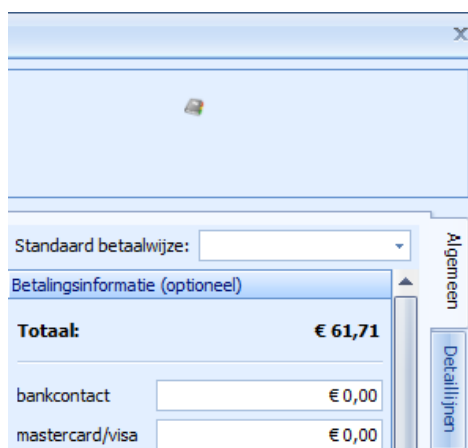 Standaard betaalwijze:
Betalingsinformatie (optioneel)
Totaal: € 61,71
bankcontact € 0,00
mastercard/visa € 0,00
Algemeen
Detaillijnen